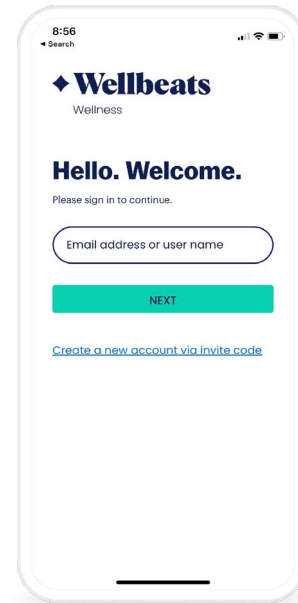 8:56
◄ Search
Wellbeats
Wellness
Hello. Welcome.
Please sign in to continue.
Email address or user name
NEXT
Create a new account via invite code